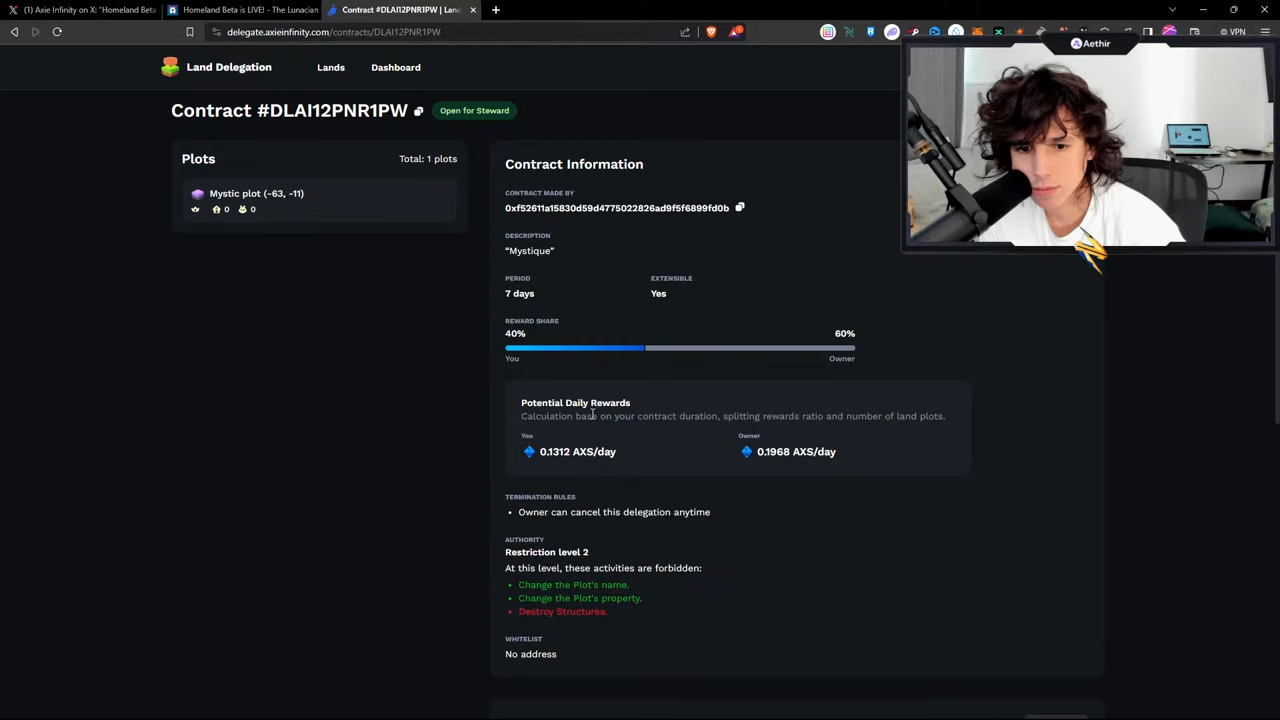 (1) Axie Infinity on X: "Homeland Beta
Homeland Beta is LIVE! - The Lunacian
Contract #DLAI12PNR1PW | Land
delegate.axieinfinity.com/contracts/DLAI12PNR1PW
VPN
Aethir
Land Delegation
Lands
Dashboard
Contract #DLAI12PNR1PW
Open for Steward
Plots
Total: 1 plots
Mystic plot (-63, -11)
0 0
Contract Information
CONTRACT MADE BY
0xf52611a15830d59d4775022826ad9f5f6899fd0b
DESCRIPTION
“Mystique”
PERIOD
EXTENSIBLE
7 days
Yes
REWARD SHARE
40%
60%
You
Owner
Potential Daily Rewards
Calculation base on your contract duration, splitting rewards ratio and number of land plots.
You
Owner
0.1312 AXS/day
0.1968 AXS/day
TERMINATION RULES
• Owner can cancel this delegation anytime
AUTHORITY
Restriction level 2
At this level, these activities are forbidden:
• Change the Plot's name.
• Change the Plot's property.
• Destroy Structures.
WHITELIST
No address